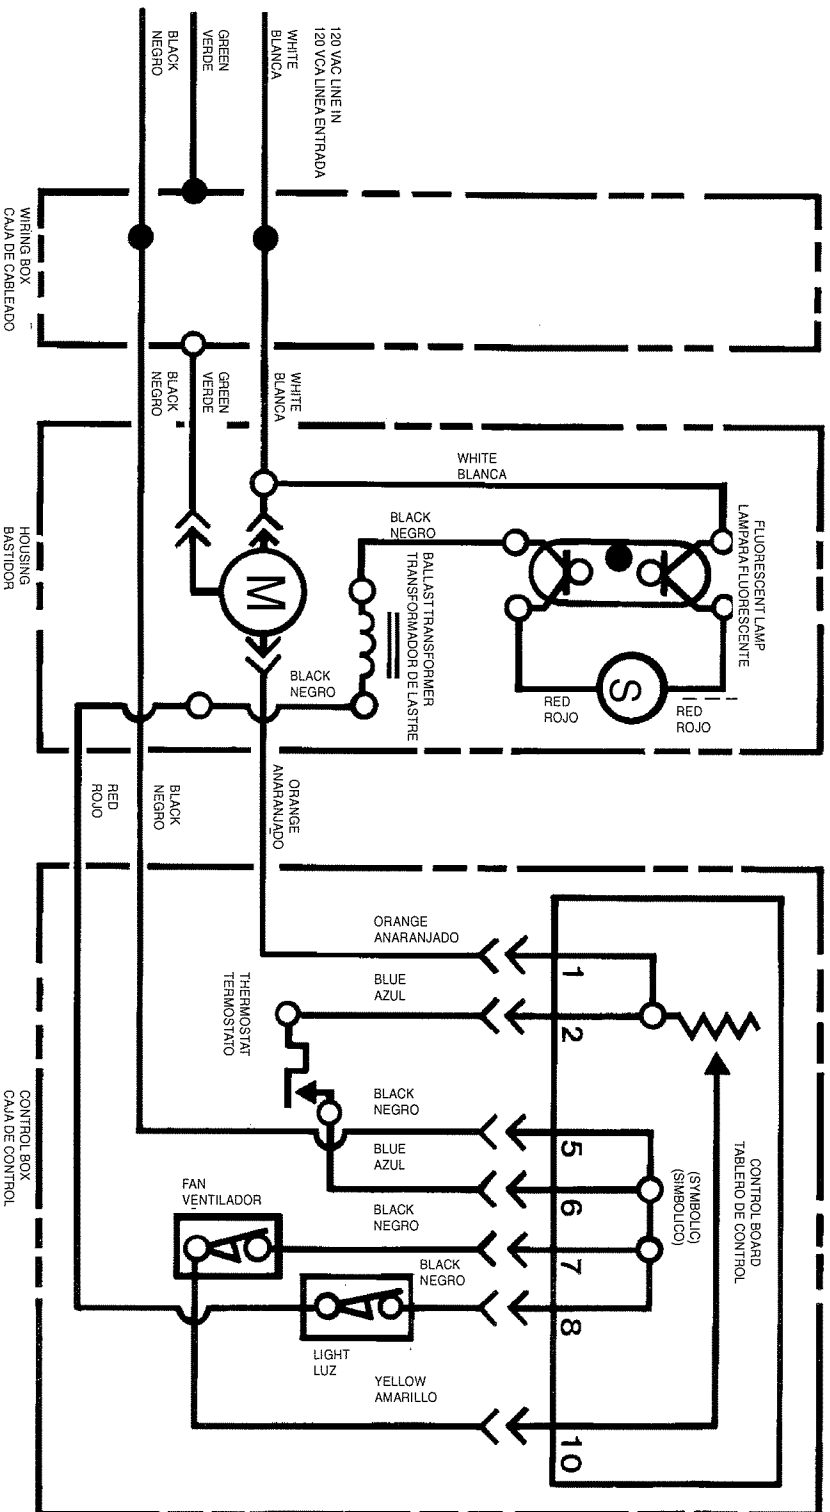 120 VAC LINE IN
120 VCA LINEA ENTRADA
WHITE
BLANCA
GREEN
VERDE
BLACK
NEGRO
WIRING BOX
CAJA DE CABLEADO
WHITE
BLANCA
GREEN
VERDE
BLACK
NEGRO
HOUSING
BASTIDOR
WHITE
BLANCA
BLACK
NEGRO
FLUORESCENT LAMP
LAMPARA FLUORESCENTE
BALLAST TRANSFORMER
TRANSFORMADOR DE LASTRE
M
S
RED
ROJO
RED
ROJO
BLACK
NEGRO
ORANGE
ANARANJADO
BLACK
NEGRO
RED
ROJO
CONTROL BOX
CAJA DE CONTROL
ORANGE
ANARANJADO
1
BLUE
AZUL
2
THERMOSTAT
TERMOSTATO
BLACK
NEGRO
5
BLUE
AZUL
6
BLACK
NEGRO
7
BLACK
NEGRO
8
YELLOW
AMARILLO
10
FAN
VENTILADOR
LIGHT
LUZ
CONTROL BOARD
TABLERO DE CONTROL
(SYMBOLIC)
(SIMBOLICO)